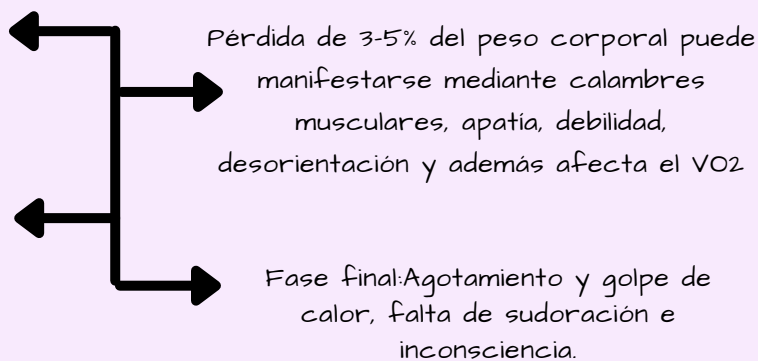 Pérdida de 3-5% del peso corporal puede
manifestarse mediante calambres
musculares, apatía, debilidad,
desorientación y además afecta el VO2
Fase final:Agotamiento y golpe de
calor, falta de sudoración e
inconsciencia.